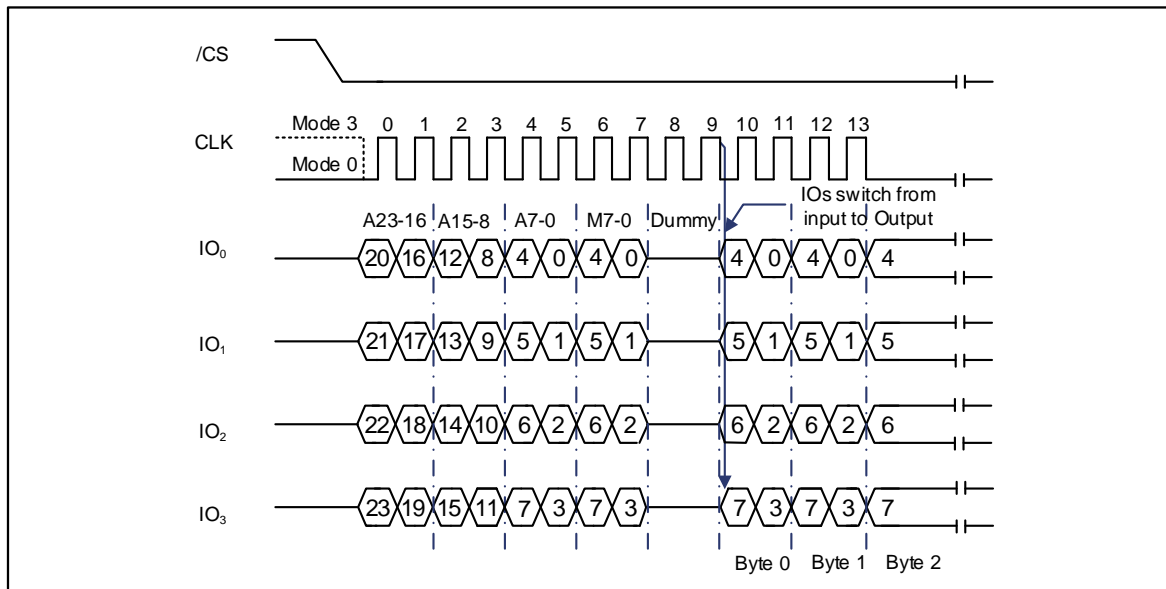 /CS
Mode 3
0 1 2 3 4 5 6 7 8 9 10 11 12 13
CLK
Mode 0
IOs switch from
input to Output
A23-16 A15-8 A7-0 M7-0 Dummy
IO0 20 16 12 8 4 0 4 0 4 0 4 0 4
IO1 21 17 13 9 5 1 5 1 5 1 5 1 5
IO2 22 18 14 10 6 2 6 2 6 2 6 2 6
IO3 23 19 15 11 7 3 7 3 7 3 7 3 7
Byte 0 Byte 1 Byte 2